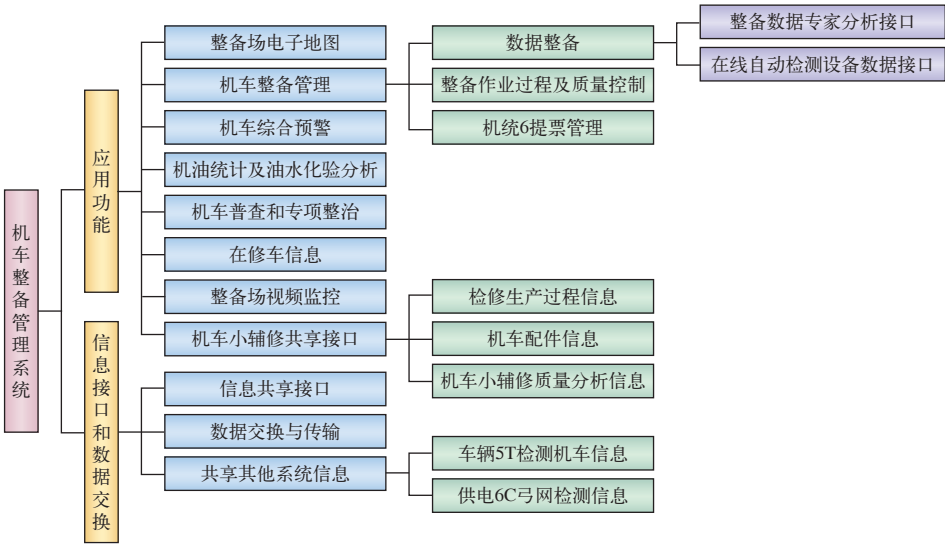 机车整备管理系统
应用功能
整备场电子地图
机车整备管理
数据整备
整备数据专家分析接口
在线自动检测设备数据接口
整备作业过程及质量控制
机统6提票管理
机车综合预警
机油统计及油水化验分析
机车普查和专项整治
在修车信息
整备场视频监控
机车小辅修共享接口
检修生产过程信息
机车配件信息
机车小辅修质量分析信息
信息接口和数据交换
信息共享接口
数据交换与传输
共享其他系统信息
车辆5T检测机车信息
供电6C弓网检测信息